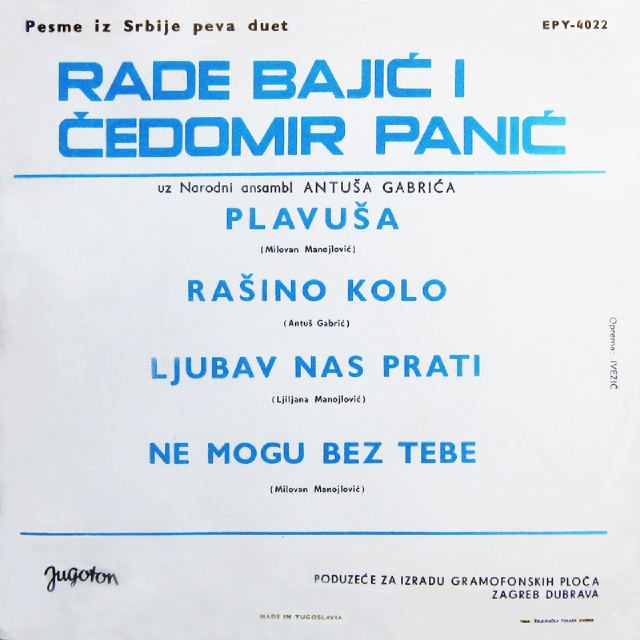 Pesme iz Srbije peva duet
EPY-4022
RADE BAJIĆ I
ČEDOMIR PANIĆ
uz Narodni ansambl ANTUŠA GABRIĆA
PLAVUŠA
(Milovan Manojlović)
RAŠINO KOLO
(Antuš Gabrić)
LJUBAV NAS PRATI
(Ljiljana Manojlović)
NE MOGU BEZ TEBE
(Milovan Manojlović)
Oprema: IVEZIĆ
Jugoton
PODUZEĆE ZA IZRADU GRAMOFONSKIH PLOČA
ZAGREB DUBRAVA
MADE IN YUGOSLAVIA
ZAGREB